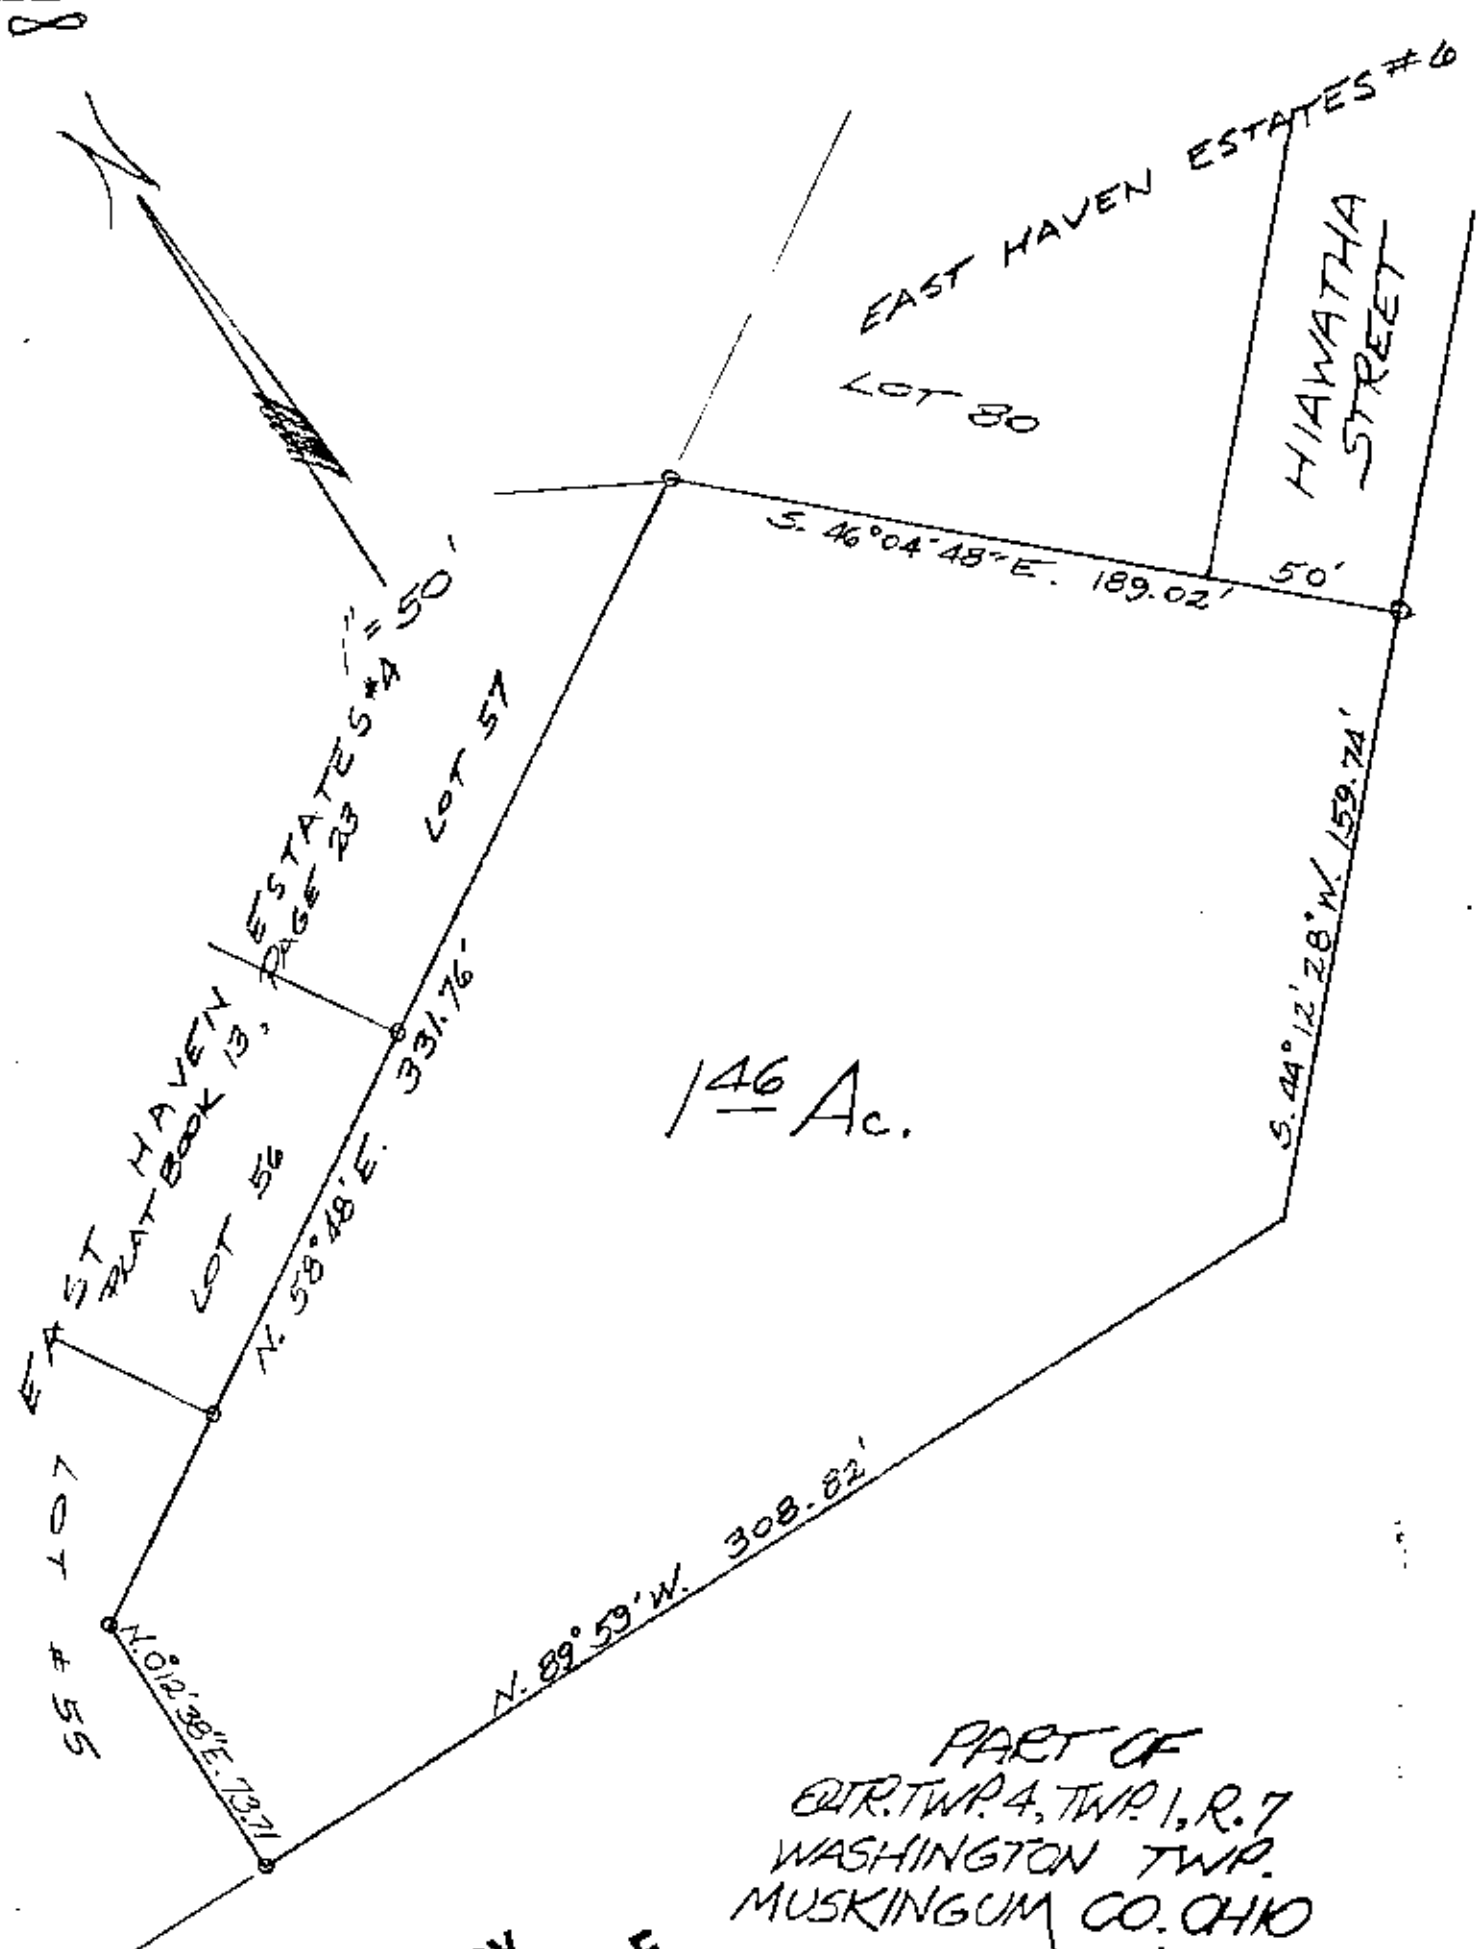 N
EAST HAVEN ESTATES #6
HIAWATHA
STREET
LOT 80
S. 46°04'48"E. 189.02'
50'
1" = 50'
EAST HAVEN ESTATES #4
PLAT BOOK 13, PAGE 23
LOT 57
LOT 56
LOT #55
N. 58°48'E. 331.76'
S. 44°12'28"W. 159.74'
1 46 Ac.
N. 89°59'W. 308.82'
N. 0°12'38"E. 73.71
PART OF
QTR. TWP. 4, TWP. 1, R. 7
WASHINGTON TWP.
MUSKINGUM CO. OHIO